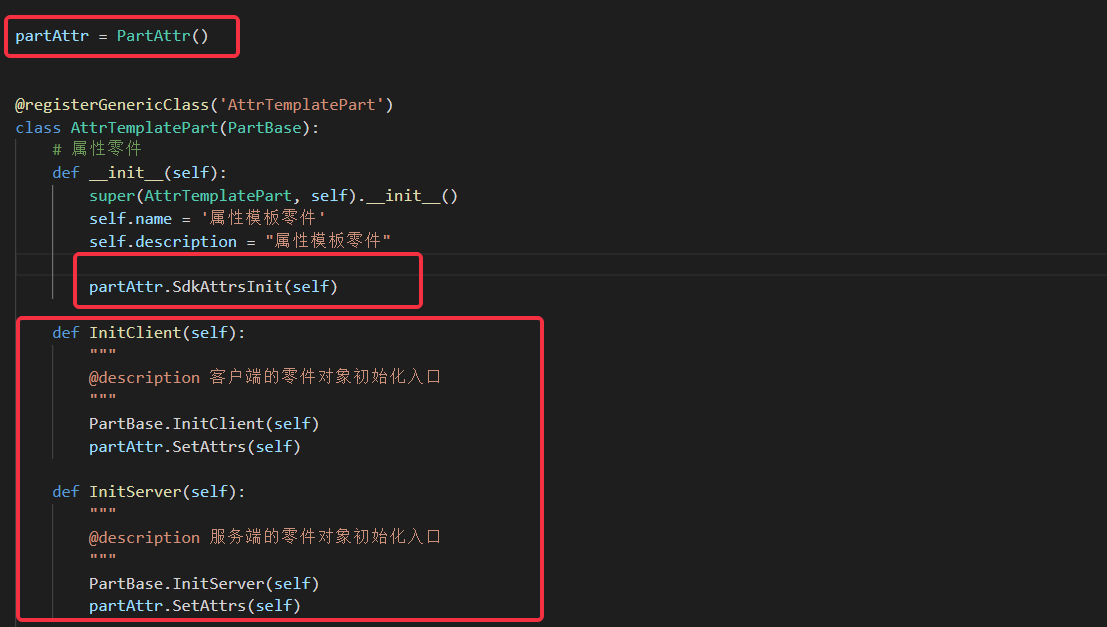 partAttr = PartAttr()
@registerGenericClass('AttrTemplatePart')
class AttrTemplatePart(PartBase):
    # 属性零件
    def __init__(self):
        super(AttrTemplatePart, self).__init__()
        self.name = '属性模板零件'
        self.description = "属性模板零件"
        partAttr.SdkAttrsInit(self)
    def InitClient(self):
        """
        @description 客户端的零件对象初始化入口
        """
        PartBase.InitClient(self)
        partAttr.SetAttrs(self)
    def InitServer(self):
        """
        @description 服务端的零件对象初始化入口
        """
        PartBase.InitServer(self)
        partAttr.SetAttrs(self)